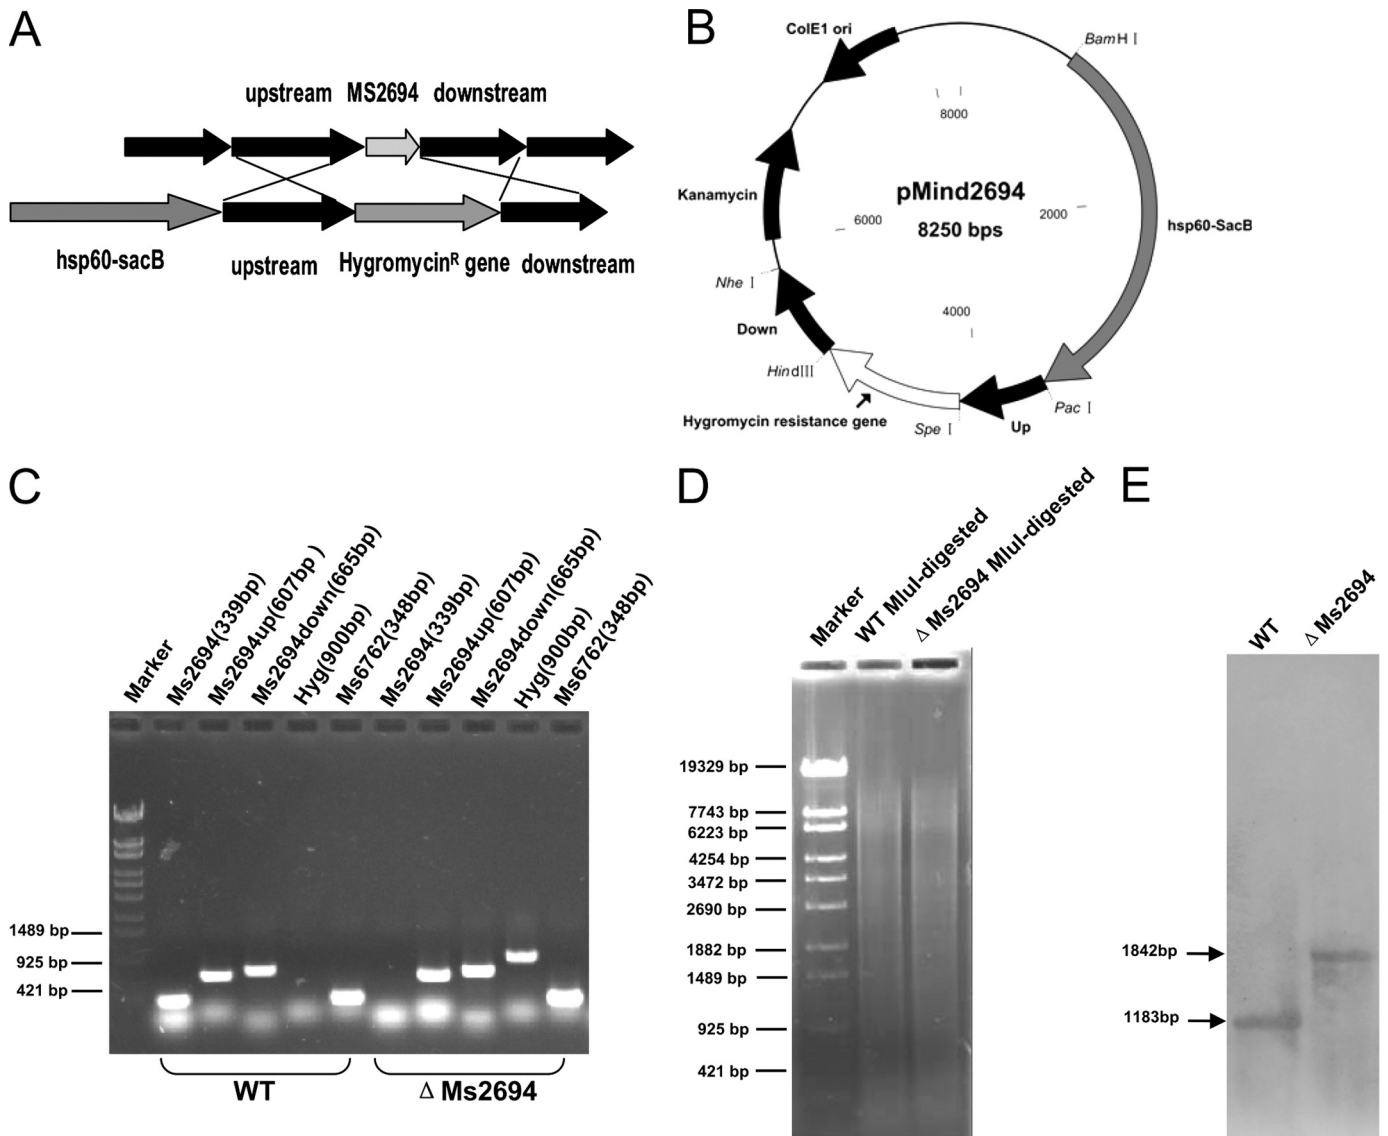 A
upstream MS2694 downstream
hsp60-sacB
upstream
Hygromycinᴿ gene
downstream
B
ColE1 ori
BamH I
8000
Kanamycin
pMind2694
8250 bps
6000
2000
hsp60-SacB
Nhe I
4000
Down
HindIII
Hygromycin resistance gene
Spe I
Up
Pac I
C
Marker
Ms2694(339bp)
Ms2694up(607bp )
Ms2694down(665bp)
Hyg(900bp)
Ms6762(348bp)
Ms2694(339bp)
Ms2694up(607bp)
Ms2694down(665bp)
Hyg(900bp)
Ms6762(348bp)
1489 bp
925 bp
421 bp
WT
Δ Ms2694
D
Marker
WT MluI-digested
Δ Ms2694 MluI-digested
19329 bp
7743 bp
6223 bp
4254 bp
3472 bp
2690 bp
1882 bp
1489 bp
925 bp
421 bp
E
WT
Δ Ms2694
1842bp
1183bp